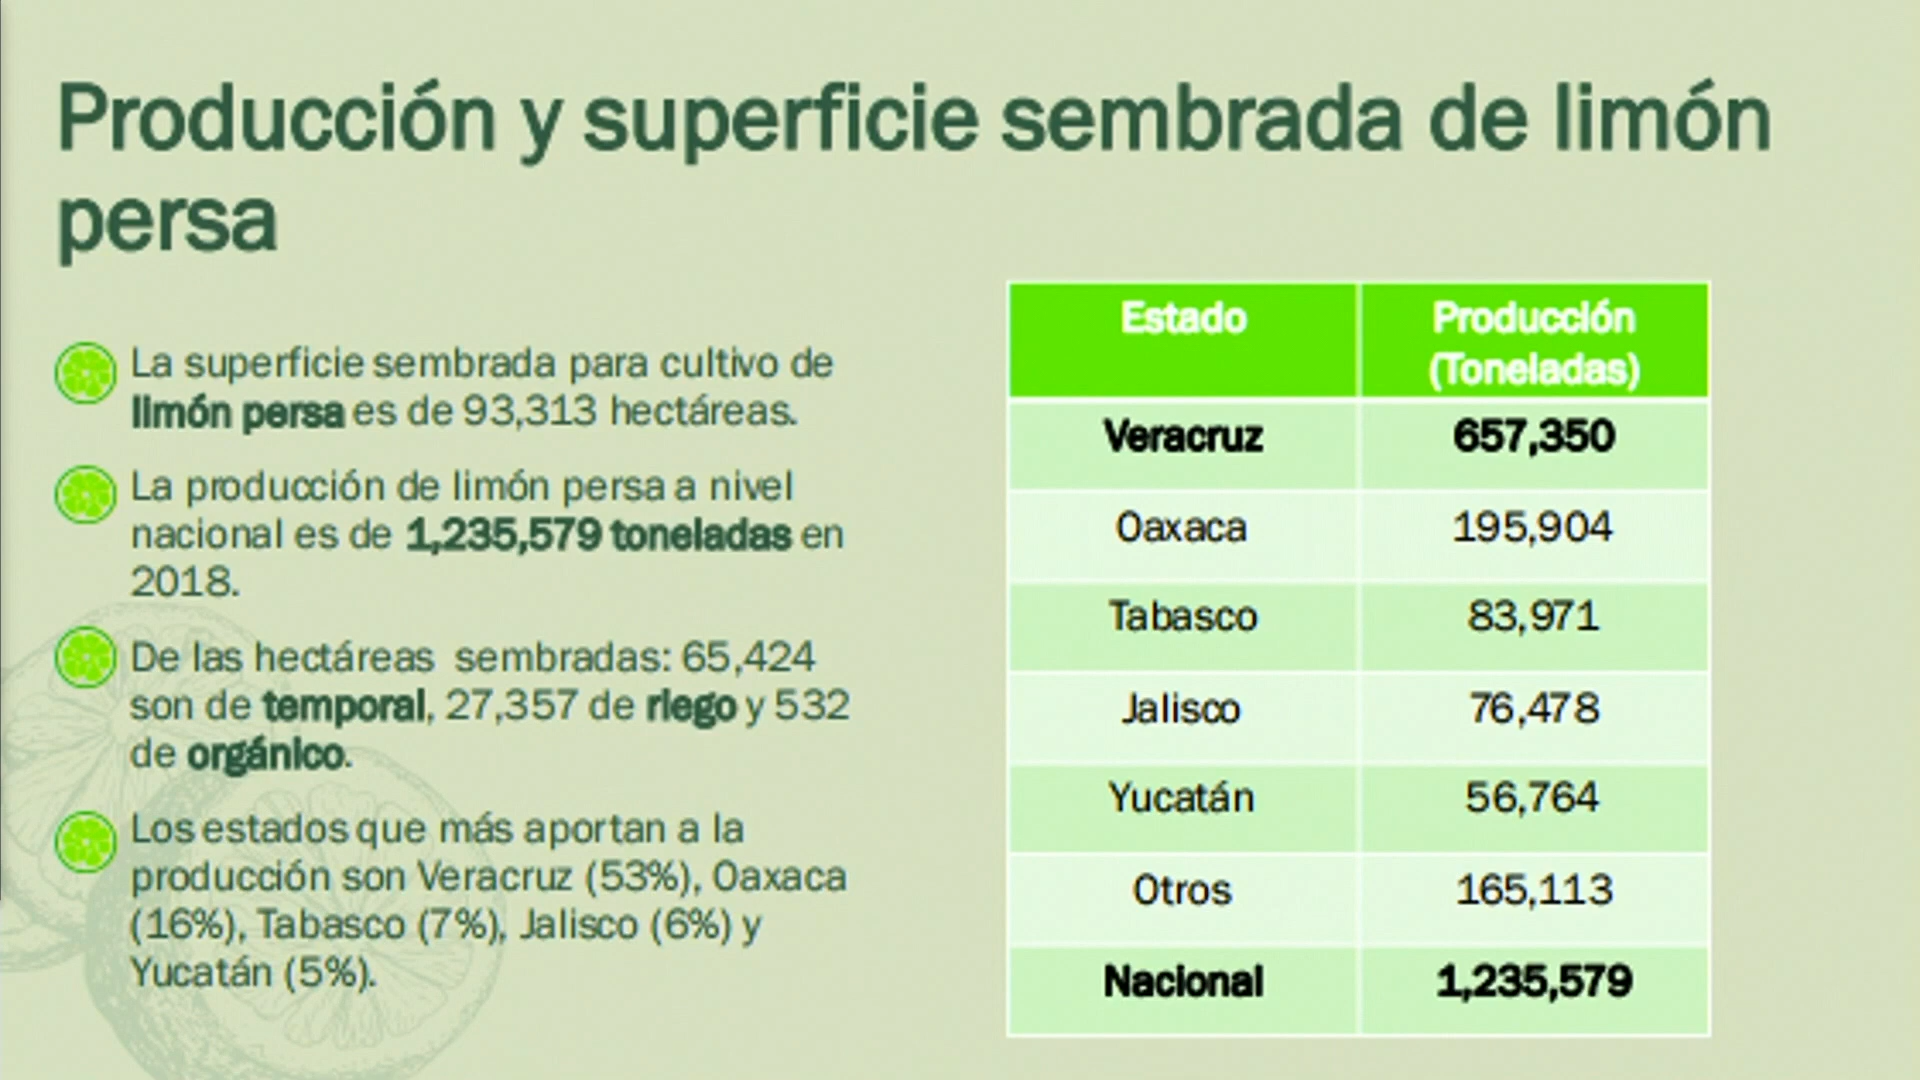 Producción y superficie sembrada de limón
persa
La superficie sembrada para cultivo de
limón persa es de 93,313 hectáreas.
La producción de limón persa a nivel
nacional es de 1,235,579 toneladas en
2018.
De las hectáreas sembradas: 65,424
son de temporal, 27,357 de riego y 532
de orgánico.
Los estados que más aportan a la
producción son Veracruz (53%), Oaxaca
(16%), Tabasco (7%), Jalisco (6%) y
Yucatán (5%).
Estado Producción
(Toneladas)
Veracruz 657,350
Oaxaca 195,904
Tabasco 83,971
Jalisco 76,478
Yucatán 56,764
Otros 165,113
Nacional 1,235,579